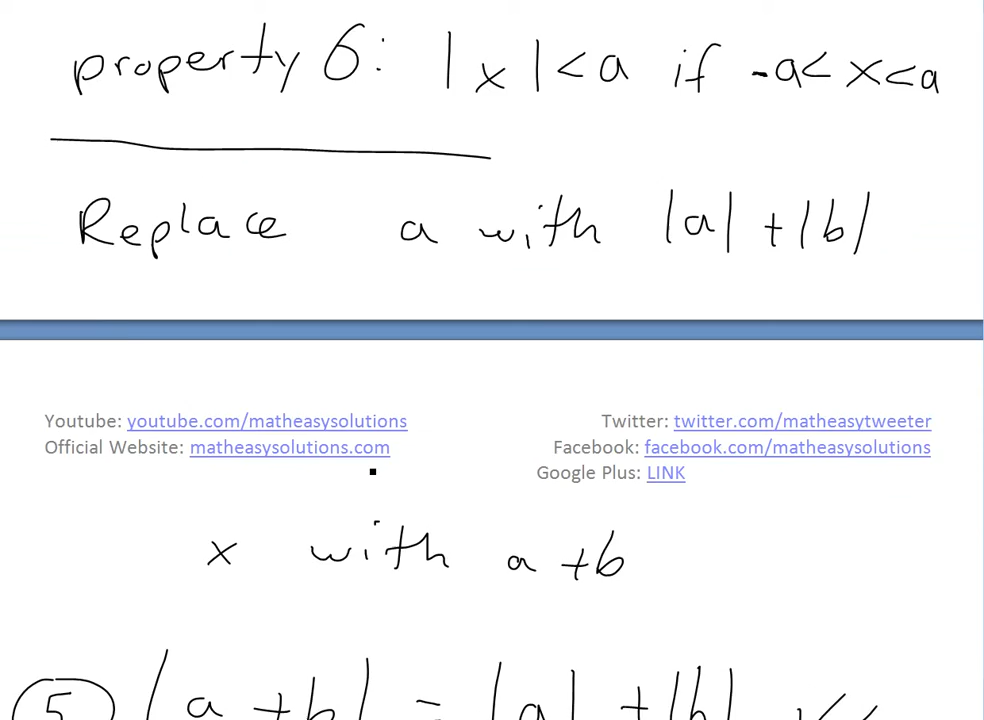 property 6: |x|<a if -a<x<a
Replace a with |a|+|b|
Youtube: youtube.com/matheasysolutions
Twitter: twitter.com/matheasytweeter
Official Website: matheasysolutions.com
Facebook: facebook.com/matheasysolutions
Google Plus: LINK
x with a+b
5 |a+b| = |a|+|b|